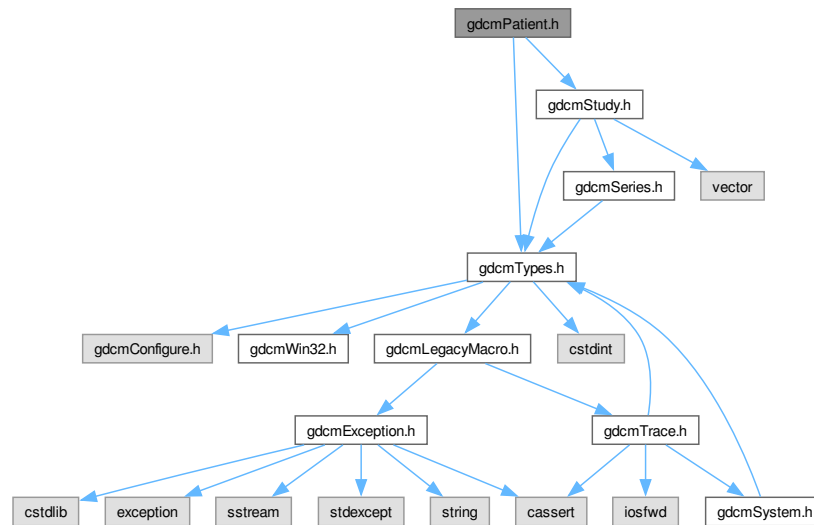 gdcmPatient.h
gdcmStudy.h
gdcmSeries.h
vector
gdcmTypes.h
gdcmConfigure.h
gdcmWin32.h
gdcmLegacyMacro.h
cstdint
gdcmException.h
gdcmTrace.h
cstdlib
exception
sstream
stdexcept
string
cassert
iosfwd
gdcmSystem.h